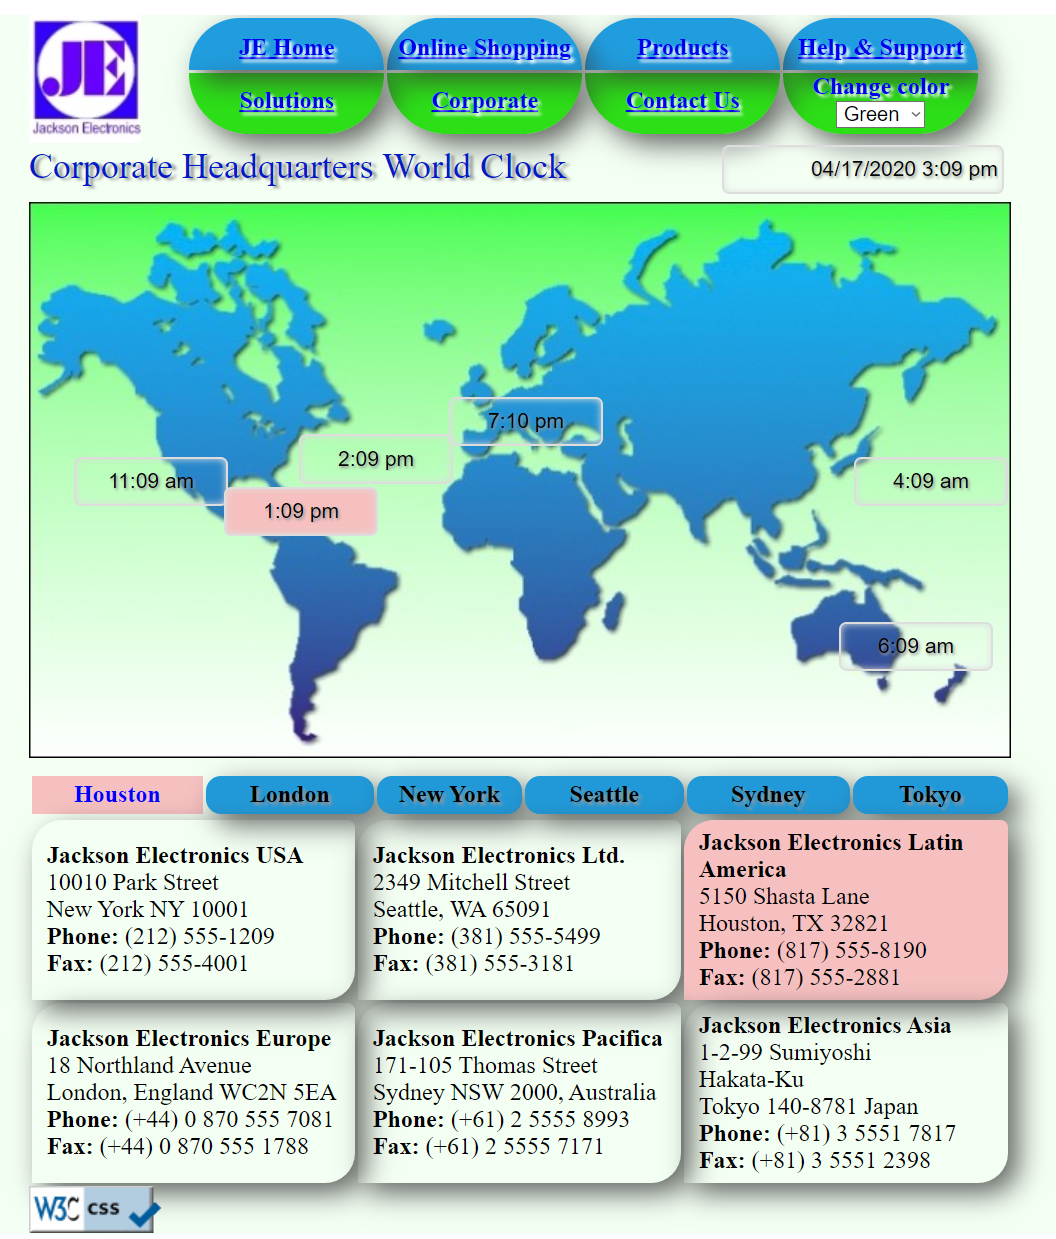 JE
Jackson Electronics
JE Home
Online Shopping
Products
Help & Support
Solutions
Corporate
Contact Us
Change color
Green
Corporate Headquarters World Clock
04/17/2020 3:09 pm
7:10 pm
2:09 pm
11:09 am
4:09 am
1:09 pm
6:09 am
Houston
London
New York
Seattle
Sydney
Tokyo
Jackson Electronics USA
10010 Park Street
New York NY 10001
Phone: (212) 555-1209
Fax: (212) 555-4001
Jackson Electronics Ltd.
2349 Mitchell Street
Seattle, WA 65091
Phone: (381) 555-5499
Fax: (381) 555-3181
Jackson Electronics Latin
America
5150 Shasta Lane
Houston, TX 32821
Phone: (817) 555-8190
Fax: (817) 555-2881
Jackson Electronics Europe
18 Northland Avenue
London, England WC2N 5EA
Phone: (+44) 0 870 555 7081
Fax: (+44) 0 870 555 1788
Jackson Electronics Pacifica
171-105 Thomas Street
Sydney NSW 2000, Australia
Phone: (+61) 2 5555 8993
Fax: (+61) 2 5555 7171
Jackson Electronics Asia
1-2-99 Sumiyoshi
Hakata-Ku
Tokyo 140-8781 Japan
Phone: (+81) 3 5551 7817
Fax: (+81) 3 5551 2398
W3C css